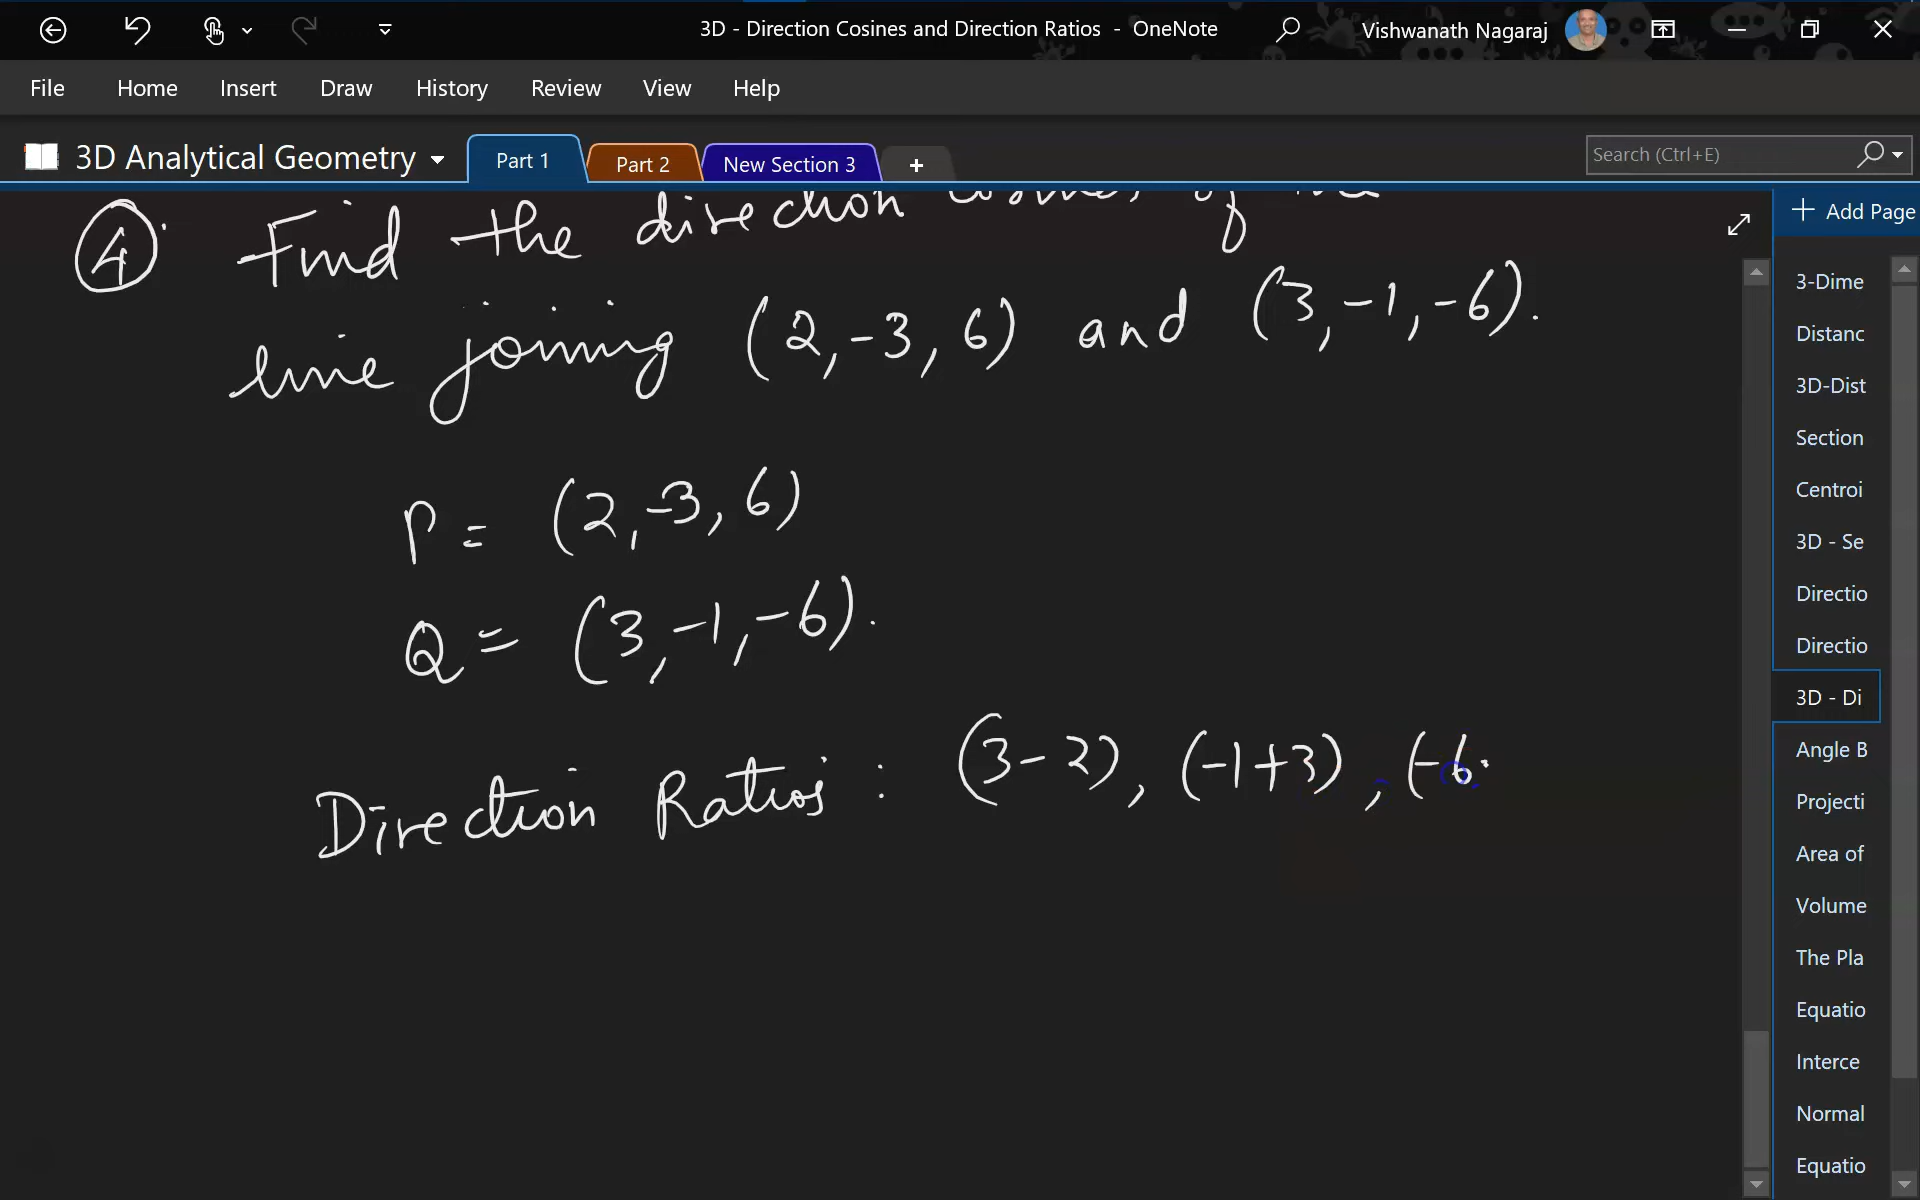 3D - Direction Cosines and Direction Ratios - OneNote
Vishwanath Nagaraj
File Home Insert Draw History Review View Help
3D Analytical Geometry Part 1 Part 2 New Section 3 +
Search (Ctrl+E)
+ Add Page
4. Find the direction cosines of the
line joining (2, -3, 6) and (3, -1, -6).
P = (2, -3, 6)
Q = (3, -1, -6).
Direction Ratios : (3 - 2), (-1+3), (-6
3-Dime
Distanc
3D-Dist
Section
Centroi
3D - Se
Directio
Directio
3D - Di
Angle B
Projecti
Area of
Volume
The Pla
Equatio
Interce
Normal
Equatio